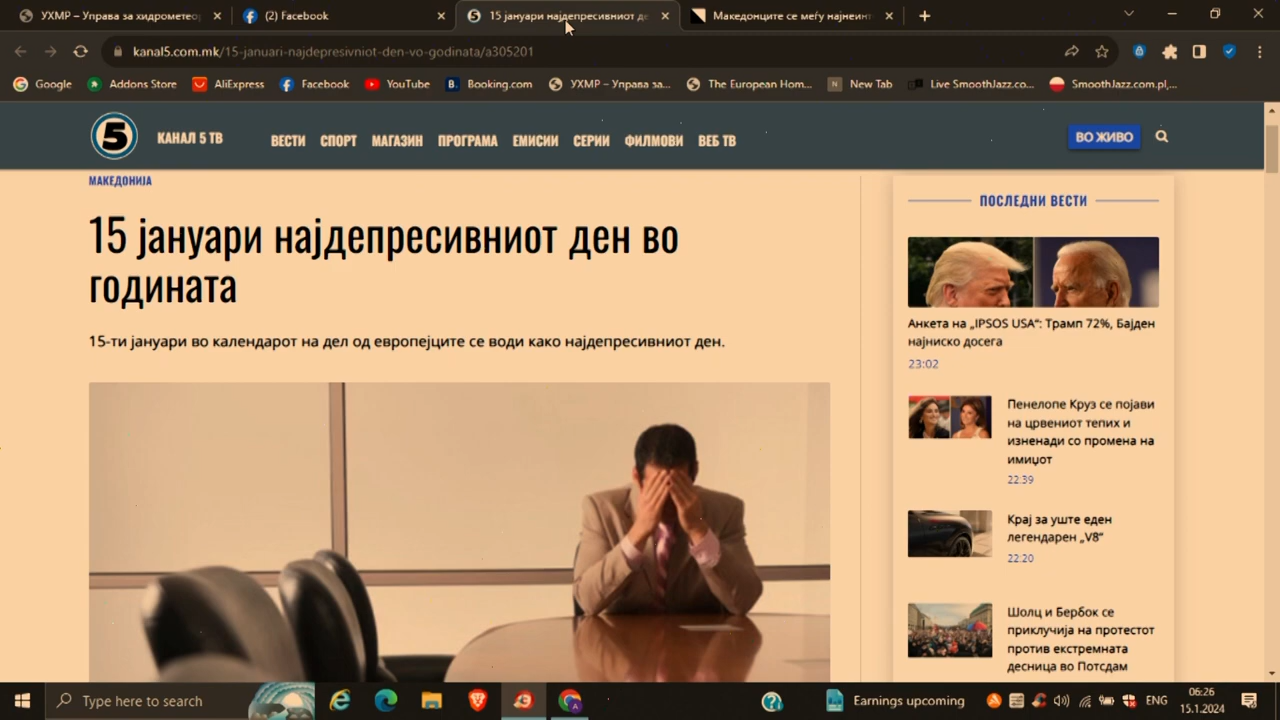 УХМР – Управа за хидрометеор
(2) Facebook
15 јануари најдепресивниот де
Македонците се меѓу најнеинт
kanal5.com.mk/15-januari-najdepresivniot-den-vo-godinata/a305201
Google
Addons Store
AliExpress
Facebook
YouTube
Booking.com
УХМР – Управа за...
The European Hom...
New Tab
Live SmoothJazz.co...
SmoothJazz.com.pl,...
5
КАНАЛ 5 ТВ
ВЕСТИ
СПОРТ
МАГАЗИН
ПРОГРАМА
ЕМИСИИ
СЕРИИ
ФИЛМОВИ
ВЕБ ТВ
ВО ЖИВО
МАКЕДОНИЈА
15 јануари најдепресивниот ден во
годината
15-ти јануари во календарот на дел од европејците се води како најдепресивниот ден.
ПОСЛЕДНИ ВЕСТИ
Анкета на „IPSOS USA“: Трамп 72%, Бајден
најниско досега
23:02
Пенелопе Круз се појави
на црвениот тепих и
изненади со промена на
имиџот
22:39
Крај за уште еден
легендарен „V8“
22:20
Шолц и Бербок се
приклучија на протестот
против екстремната
десница во Потсдам
Type here to search
Earnings upcoming
ENG
06:26
15.1.2024